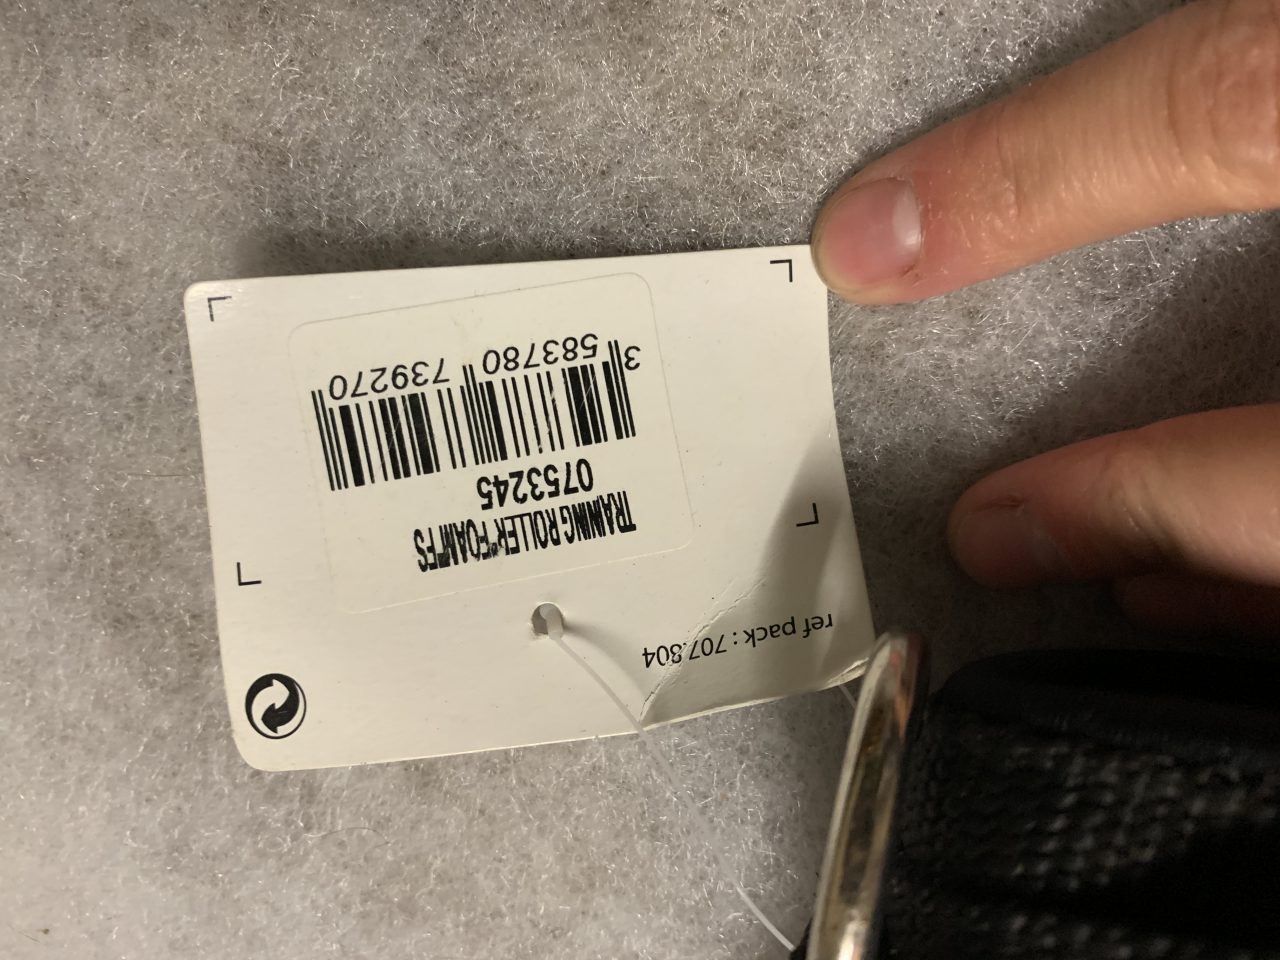 ref pack : 707.804
TRAINING ROLLER "FOAM" FS
0753245
3 583780 739270